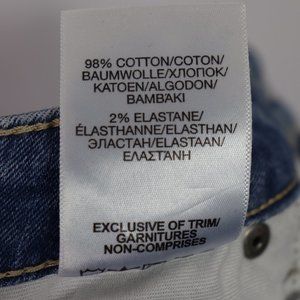 98% COTTON/COTON/
BAUMWOLLE/ХЛОПОК/
KATOEN/ALGODON/
ΒΑΜΒΑΚΙ
2% ELASTANE/
ÉLASTHANNE/ELASTHAN/
ЭЛАСТАН/ELASTAAN/
ΕΛΑΣΤΑΝΗ
EXCLUSIVE OF TRIM/
GARNITURES
NON-COMPRISES